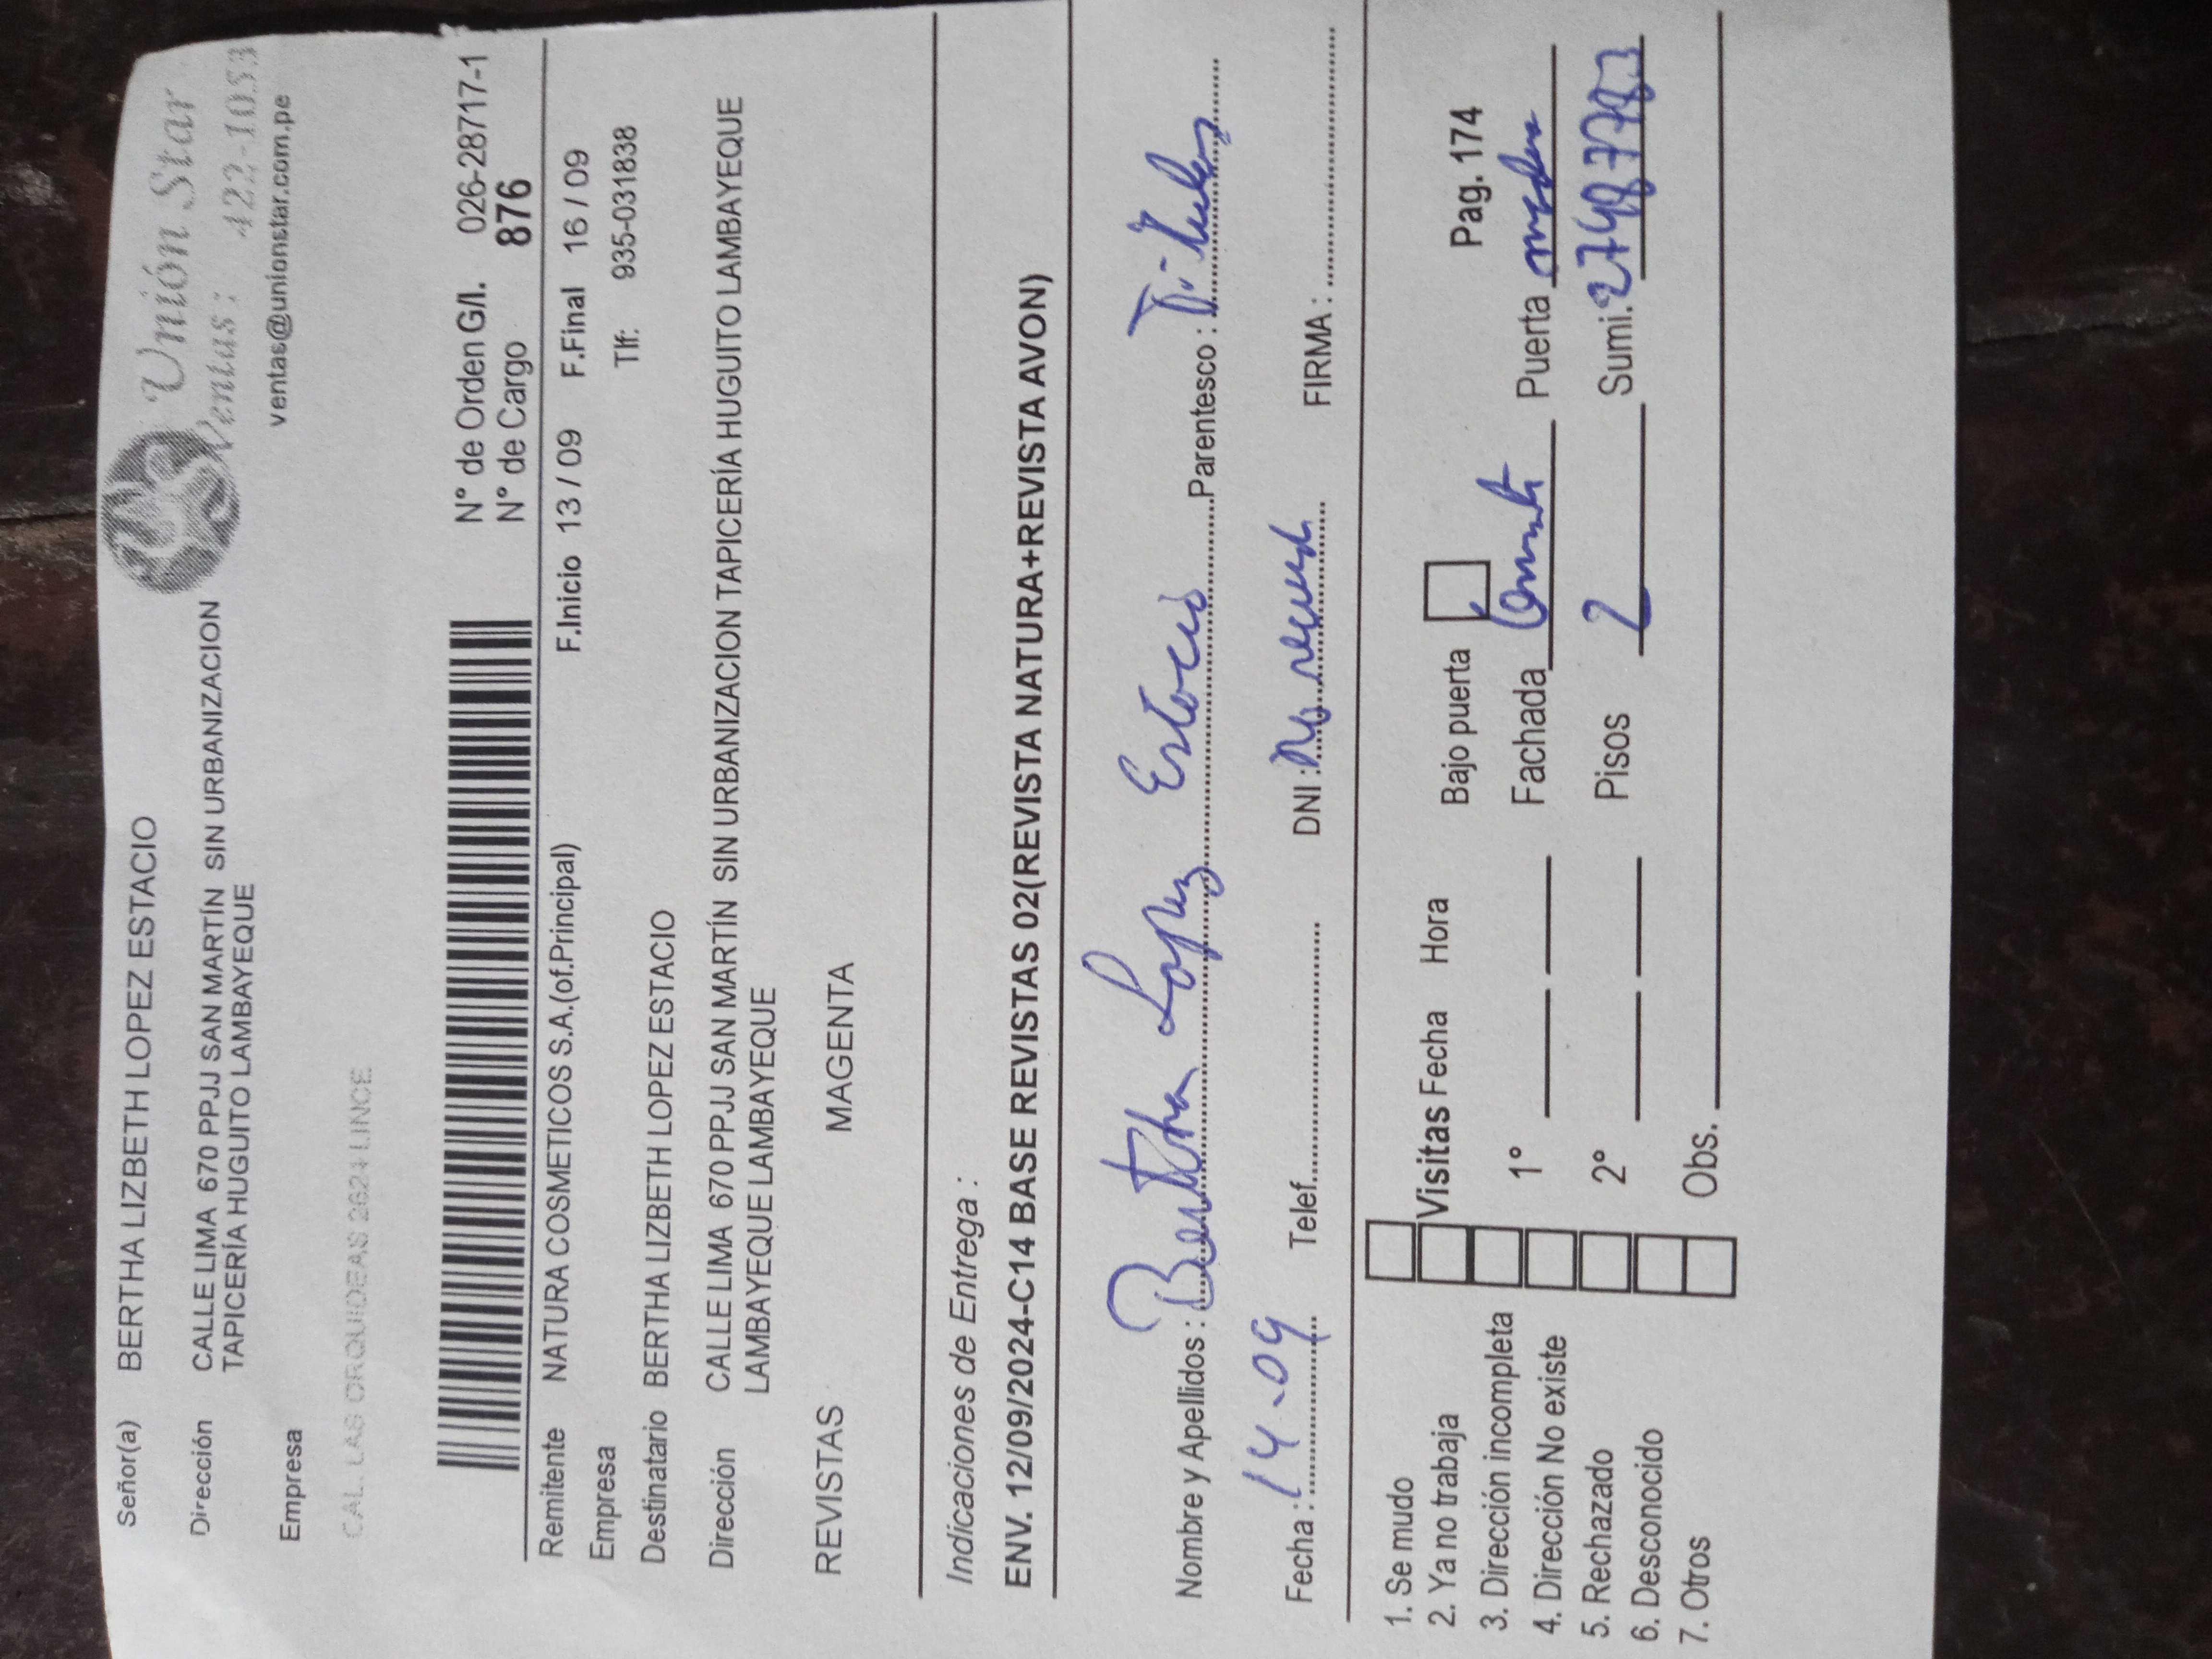 Señor(a) BERTHA LIZBETH LOPEZ ESTACIO
Dirección CALLE LIMA 670 PPJJ SAN MARTÍN SIN URBANIZACION
TAPICERÍA HUGUITO LAMBAYEQUE
Empresa
Unión Star
Ventas: 422-1053
ventas@unionstar.com.pe
CAL. LAS ORQUIDEAS 2624 LINCE
N° de Orden G/I. 026-28717-1
N° de Cargo 876
Remitente NATURA COSMETICOS S.A.(of.Principal) F.Inicio 13 / 09 F.Final 16 / 09
Empresa Tlf: 935-031838
Destinatario BERTHA LIZBETH LOPEZ ESTACIO
Dirección CALLE LIMA 670 PPJJ SAN MARTÍN SIN URBANIZACION TAPICERÍA HUGUITO LAMBAYEQUE
LAMBAYEQUE LAMBAYEQUE
REVISTAS MAGENTA
Indicaciones de Entrega :
ENV. 12/09/2024-C14 BASE REVISTAS 02(REVISTA NATURA+REVISTA AVON)
Nombre y Apellidos : Bertha Lopez Estacio Parentesco :
Fecha : 14-09 Telef. DNI : FIRMA :
1. Se mudo
2. Ya no trabaja
3. Dirección incompleta
4. Dirección No existe
5. Rechazado
6. Desconocido
7. Otros
Visitas Fecha Hora Bajo puerta Pag. 174
1° Fachada Puerta
2° Pisos 2 Sumi.
Obs.